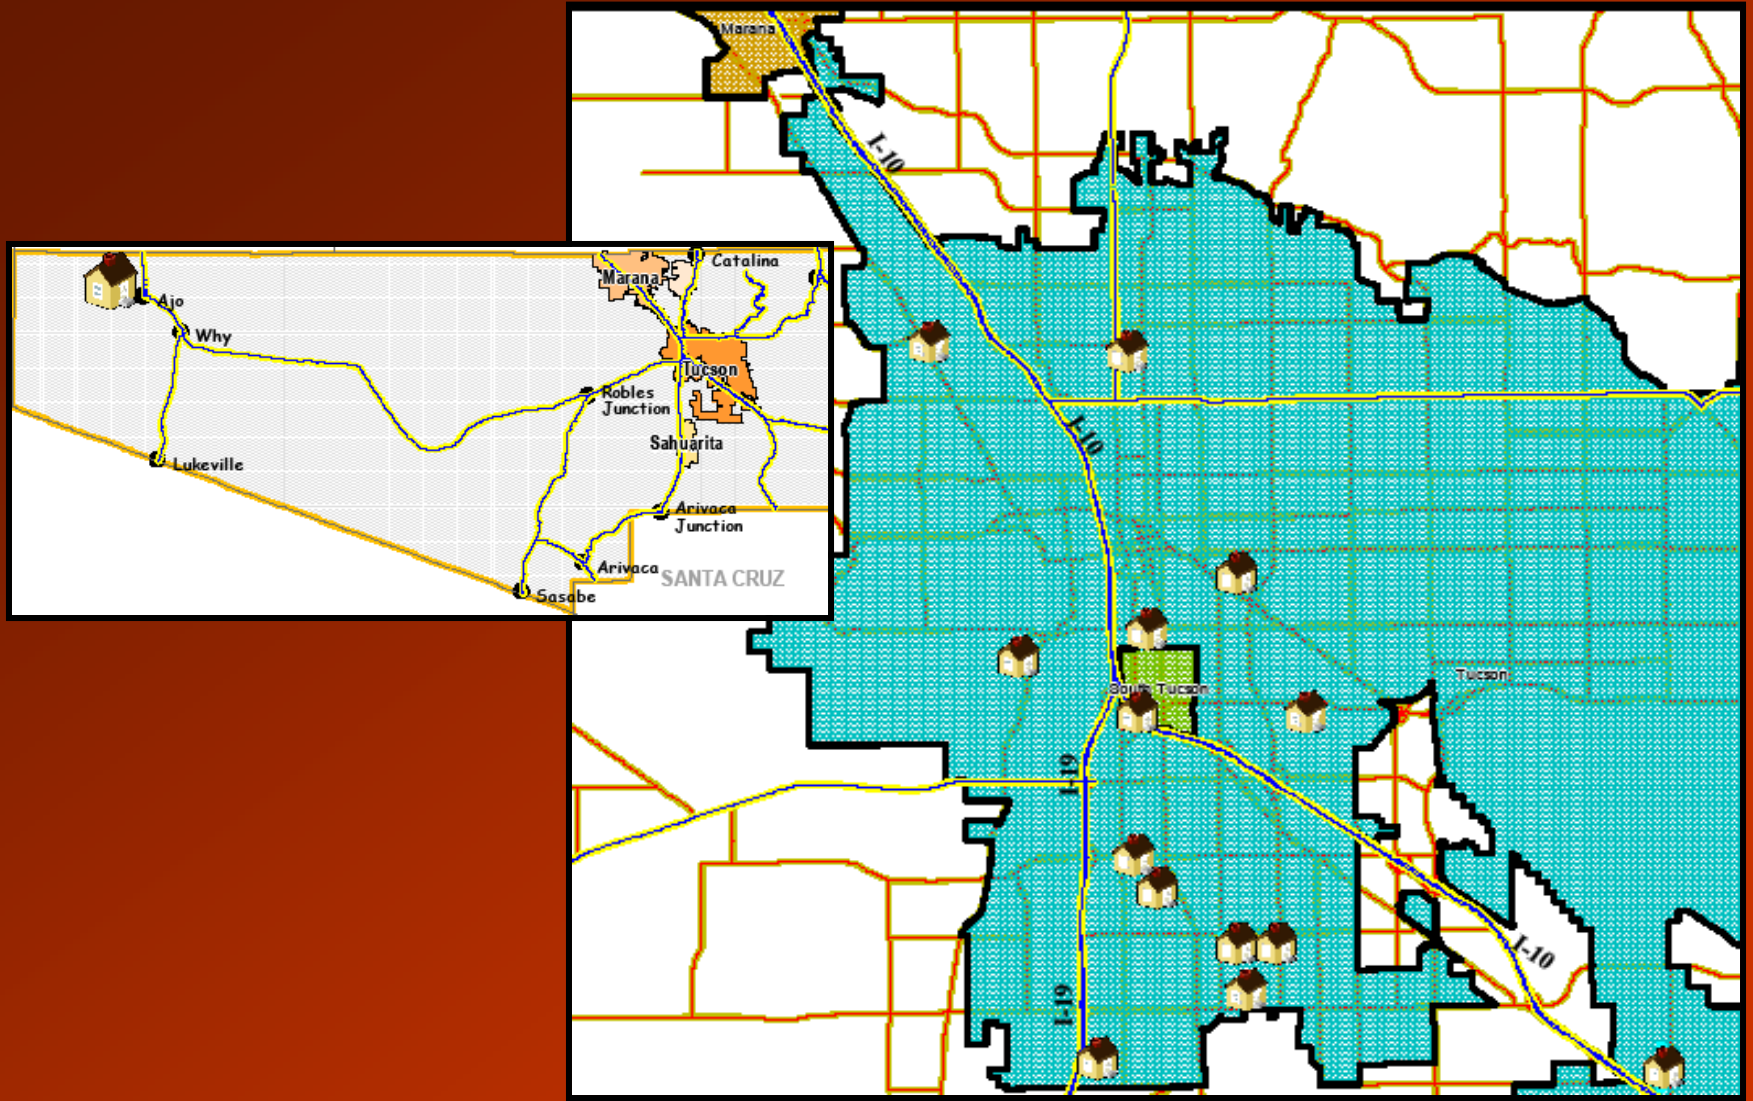 Marana
I-10
Catalina
Marana
Ajo
Why
Tucson
Robles
Junction
Sahuarita
Lukeville
Arivaca
Junction
Arivaca
SANTA CRUZ
Sasabe
I-10
South Tucson
Tucson
I-19
I-10
I-19